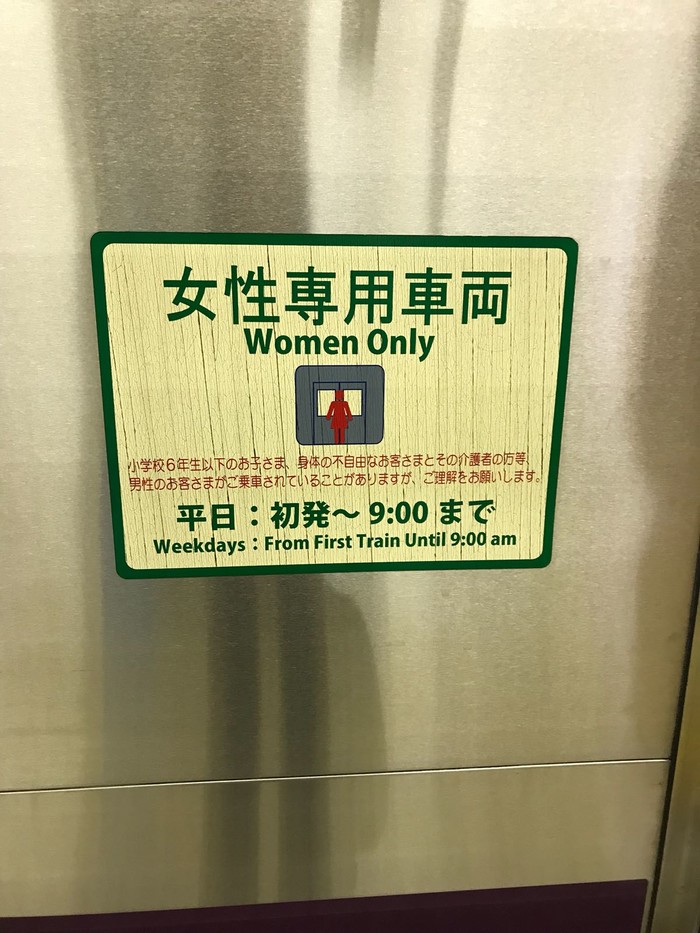 女性専用車両
Women Only
小学校6年生以下のお子さま、身体の不自由なお客さまとその介護者の方等、
男性のお客さまがご乗車されていることがありますが、ご理解をお願いします。
平日：初発～9:00 まで
Weekdays：From First Train Until 9:00 am